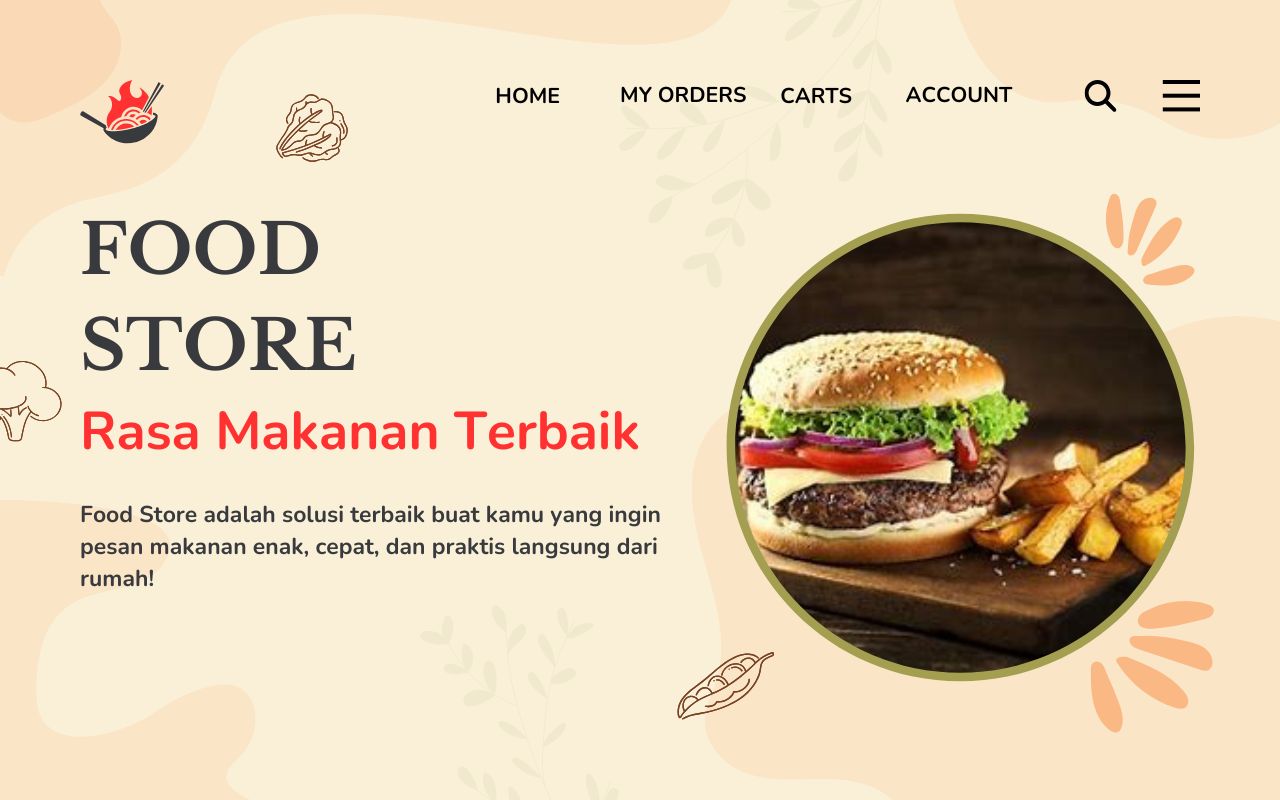 HOME MY ORDERS CARTS ACCOUNT
FOOD
STORE
Rasa Makanan Terbaik
Food Store adalah solusi terbaik buat kamu yang ingin
pesan makanan enak, cepat, dan praktis langsung dari
rumah!